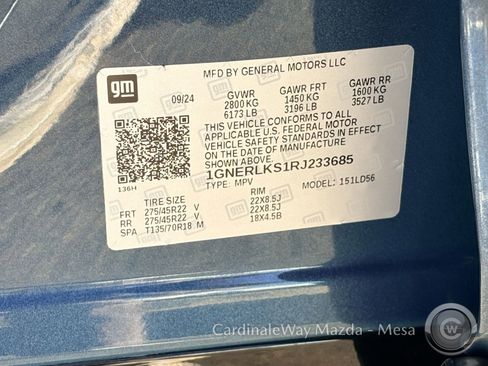 gm
MFD BY GENERAL MOTORS LLC
09/24 GVWR GAWR FRT GAWR RR
2800 KG 1450 KG 1600 KG
6173 LB 3196 LB 3527 LB
THIS VEHICLE CONFORMS TO ALL
APPLICABLE U.S. FEDERAL MOTOR
VEHICLE SAFETY STANDARDS IN EFFECT
ON THE DATE OF MANUFACTURE
SHOWN ABOVE.
1GNERLKS1RJ233685
136H TYPE: MPV MODEL: 151LD56
TIRE SIZE RIM
FRT 275/45R22 V 22X8.5J
RR 275/45R22 V 22X8.5J
SPA T135/70R18 M 18X4.5B
CardinaleWay Mazda - Mesa
C